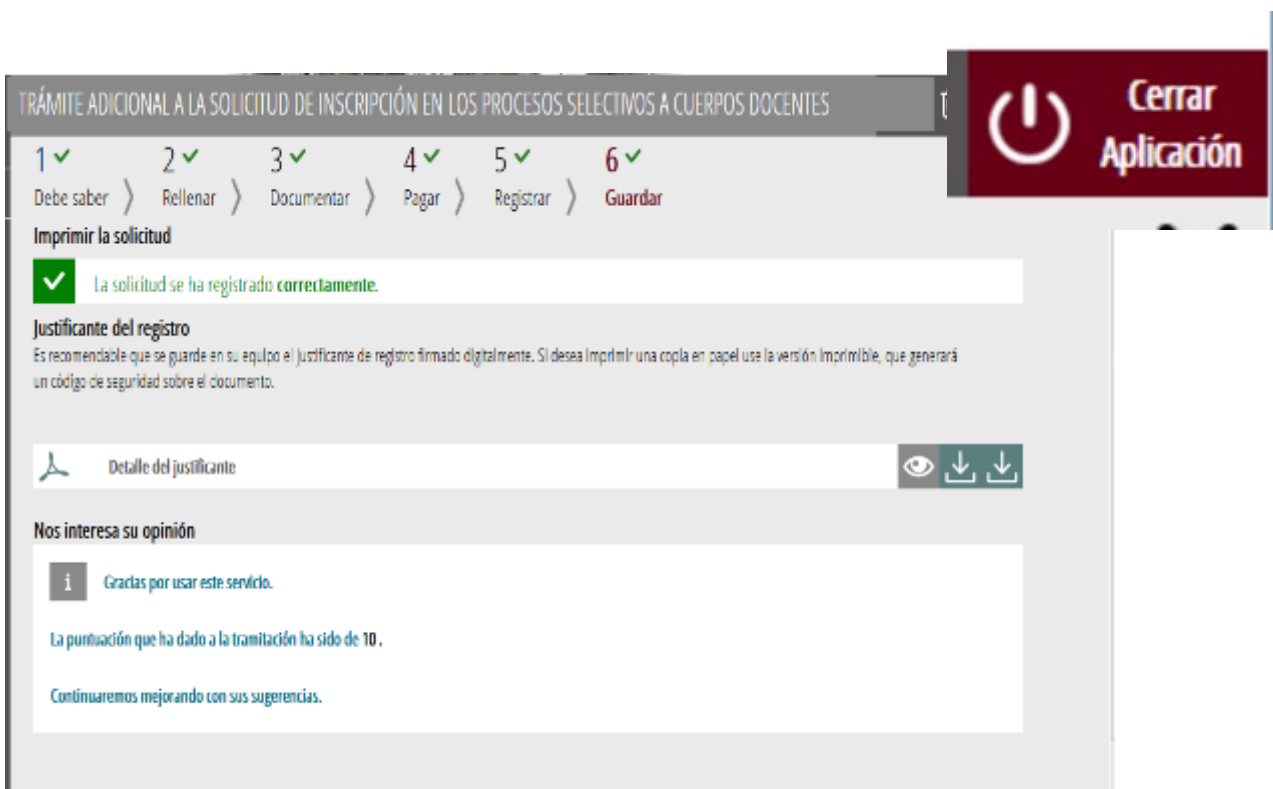 TRÁMITE ADICIONAL A LA SOLICITUD DE INSCRIPCIÓN EN LOS PROCESOS SELECTIVOS A CUERPOS DOCENTES
Cerrar
Aplicación
1 2 3 4 5 6
Debe saber Rellenar Documentar Pagar Registrar Guardar
Imprimir la solicitud
La solicitud se ha registrado correctamente.
Justificante del registro
Es recomendable que se guarde en su equipo el justificante de registro firmado digitalmente. Si desea imprimir una copia en papel use la versión imprimible, que generará
un código de seguridad sobre el documento.
Detalle del justificante
Nos interesa su opinión
i Gracias por usar este servicio.
La puntuación que ha dado a la tramitación ha sido de 10 .
Continuaremos mejorando con sus sugerencias.